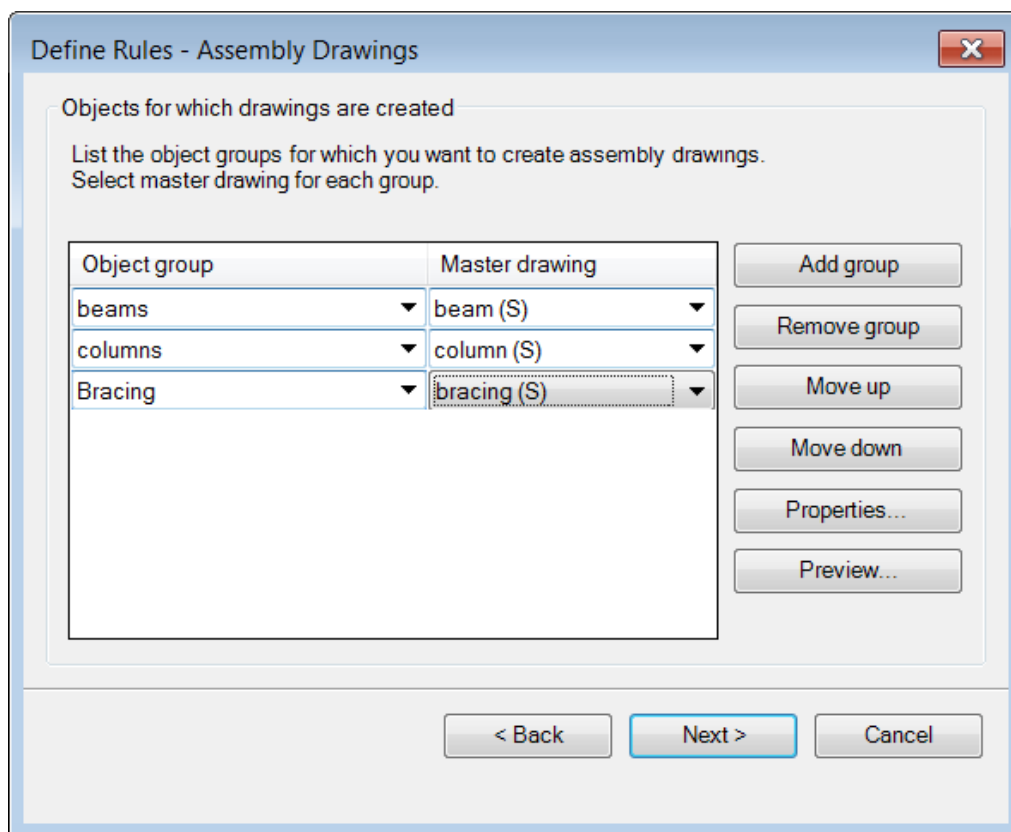 Define Rules - Assembly Drawings
Objects for which drawings are created
List the object groups for which you want to create assembly drawings.
Select master drawing for each group.
Object group Master drawing
beams beam (S)
columns column (S)
Bracing bracing (S)
Add group
Remove group
Move up
Move down
Properties...
Preview...
< Back Next > Cancel